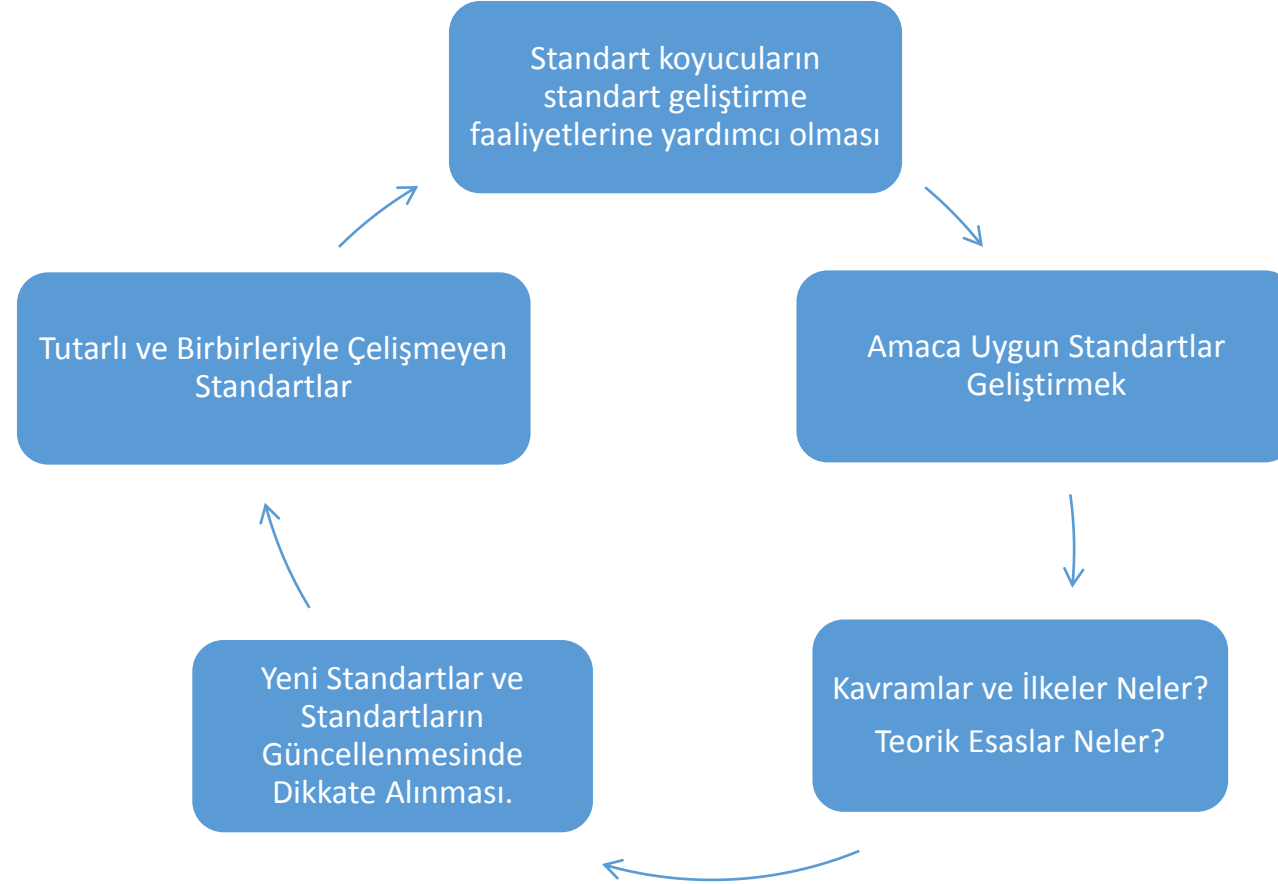 Standart koyucuların
standart geliştirme
faaliyetlerine yardımcı olması
Amaca Uygun Standartlar
Geliştirmek
Kavramlar ve İlkeler Neler?
Teorik Esaslar Neler?
Yeni Standartlar ve
Standartların
Güncellenmesinde
Dikkate Alınması.
Tutarlı ve Birbirleriyle Çelişmeyen
Standartlar